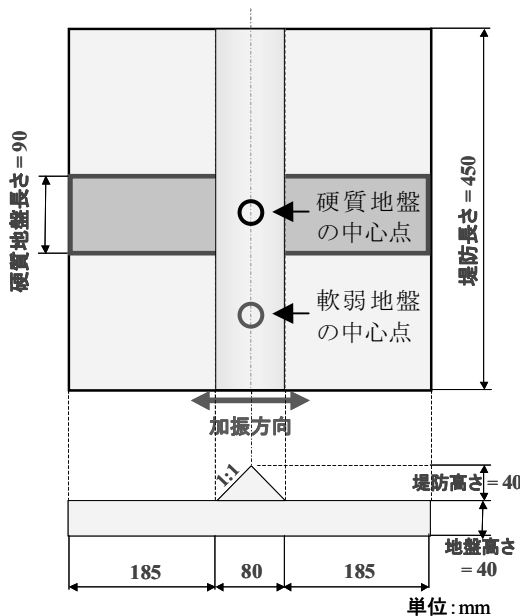 硬質地盤長さ = 90
堤防長さ = 450
硬質地盤
の中心点
軟弱地盤
の中心点
加振方向
1:1
堤防高さ = 40
地盤高さ
= 40
185
80
185
単位:mm